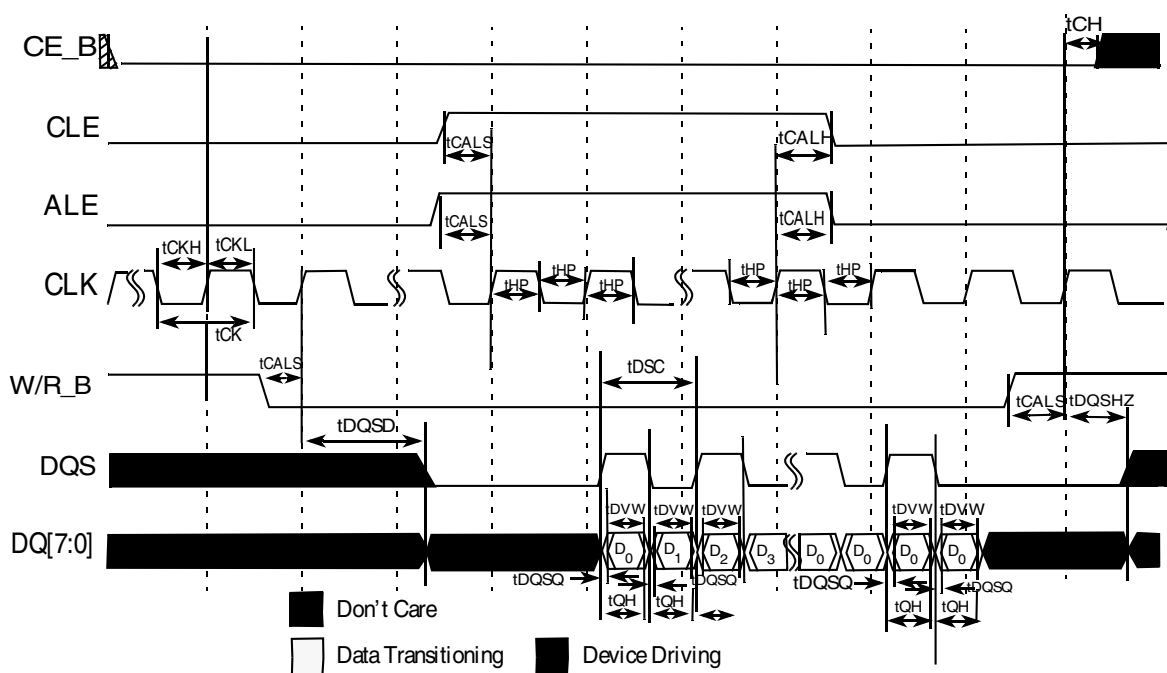 tCH
CE_B
CLE
tCALS
tCALH
ALE
tCALS
tCALH
tCKH
tCKL
CLK
tHP
tHP
tHP
tHP
tHP
tHP
tCK
tCALS
tDSC
W/R_B
tCALS
tDQSHZ
tDQSD
DQS
tDVW
tDVW
tDVW
tDVW
tDVW
DQ[7:0]
D0
D1
D2
D3
D0
D0
D0
D0
tDQSQ
tDQSQ
tDQSQ
tDQSQ
tQH
tQH
tQH
tQH
Don't Care
Data Transitioning
Device Driving